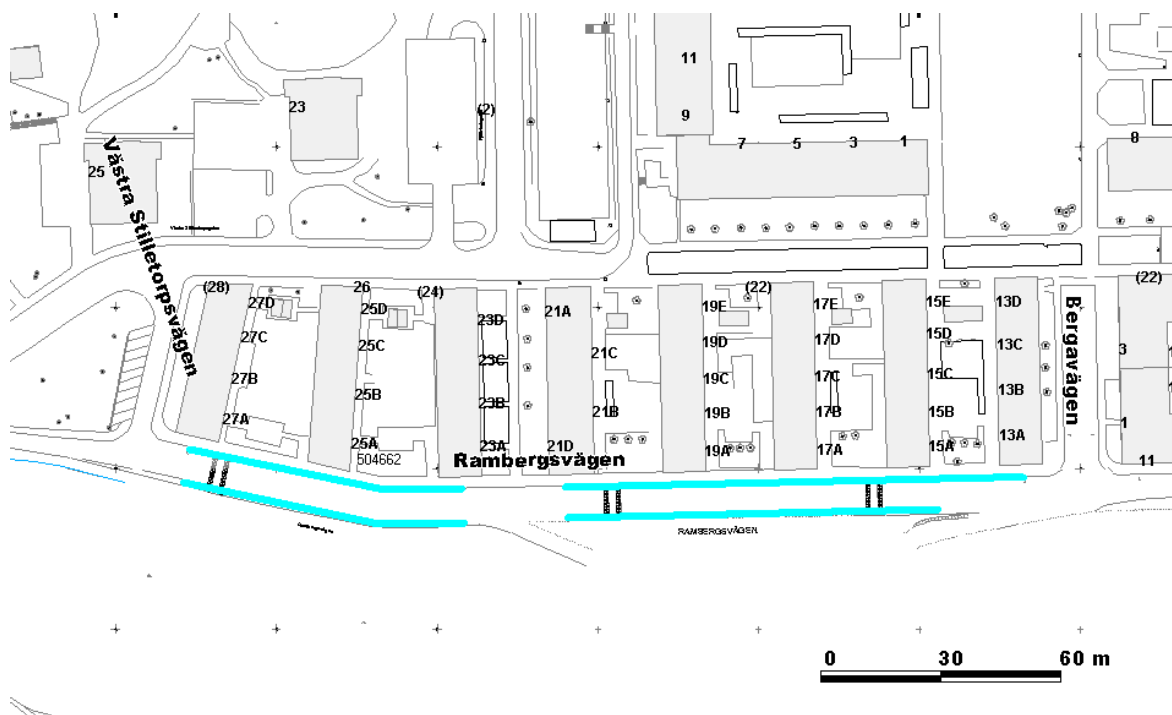 11
23
(2)
9
7
5
3
1
8
25
Västra Stilletorpsvägen
(28)
26
(24)
(22)
(22)
27D
25D
23D
21A
19E
17E
15E
13D
Bergavägen
27C
25C
23C
21C
19D
17D
15D
13C
3
27B
25B
23B
21B
19C
17C
15C
13B
27A
25A
23A
21D
19B
17B
15B
13A
1
19A
17A
15A
504662
Rambergsvägen
11
RAMBERGSVÄGEN
0 30 60 m